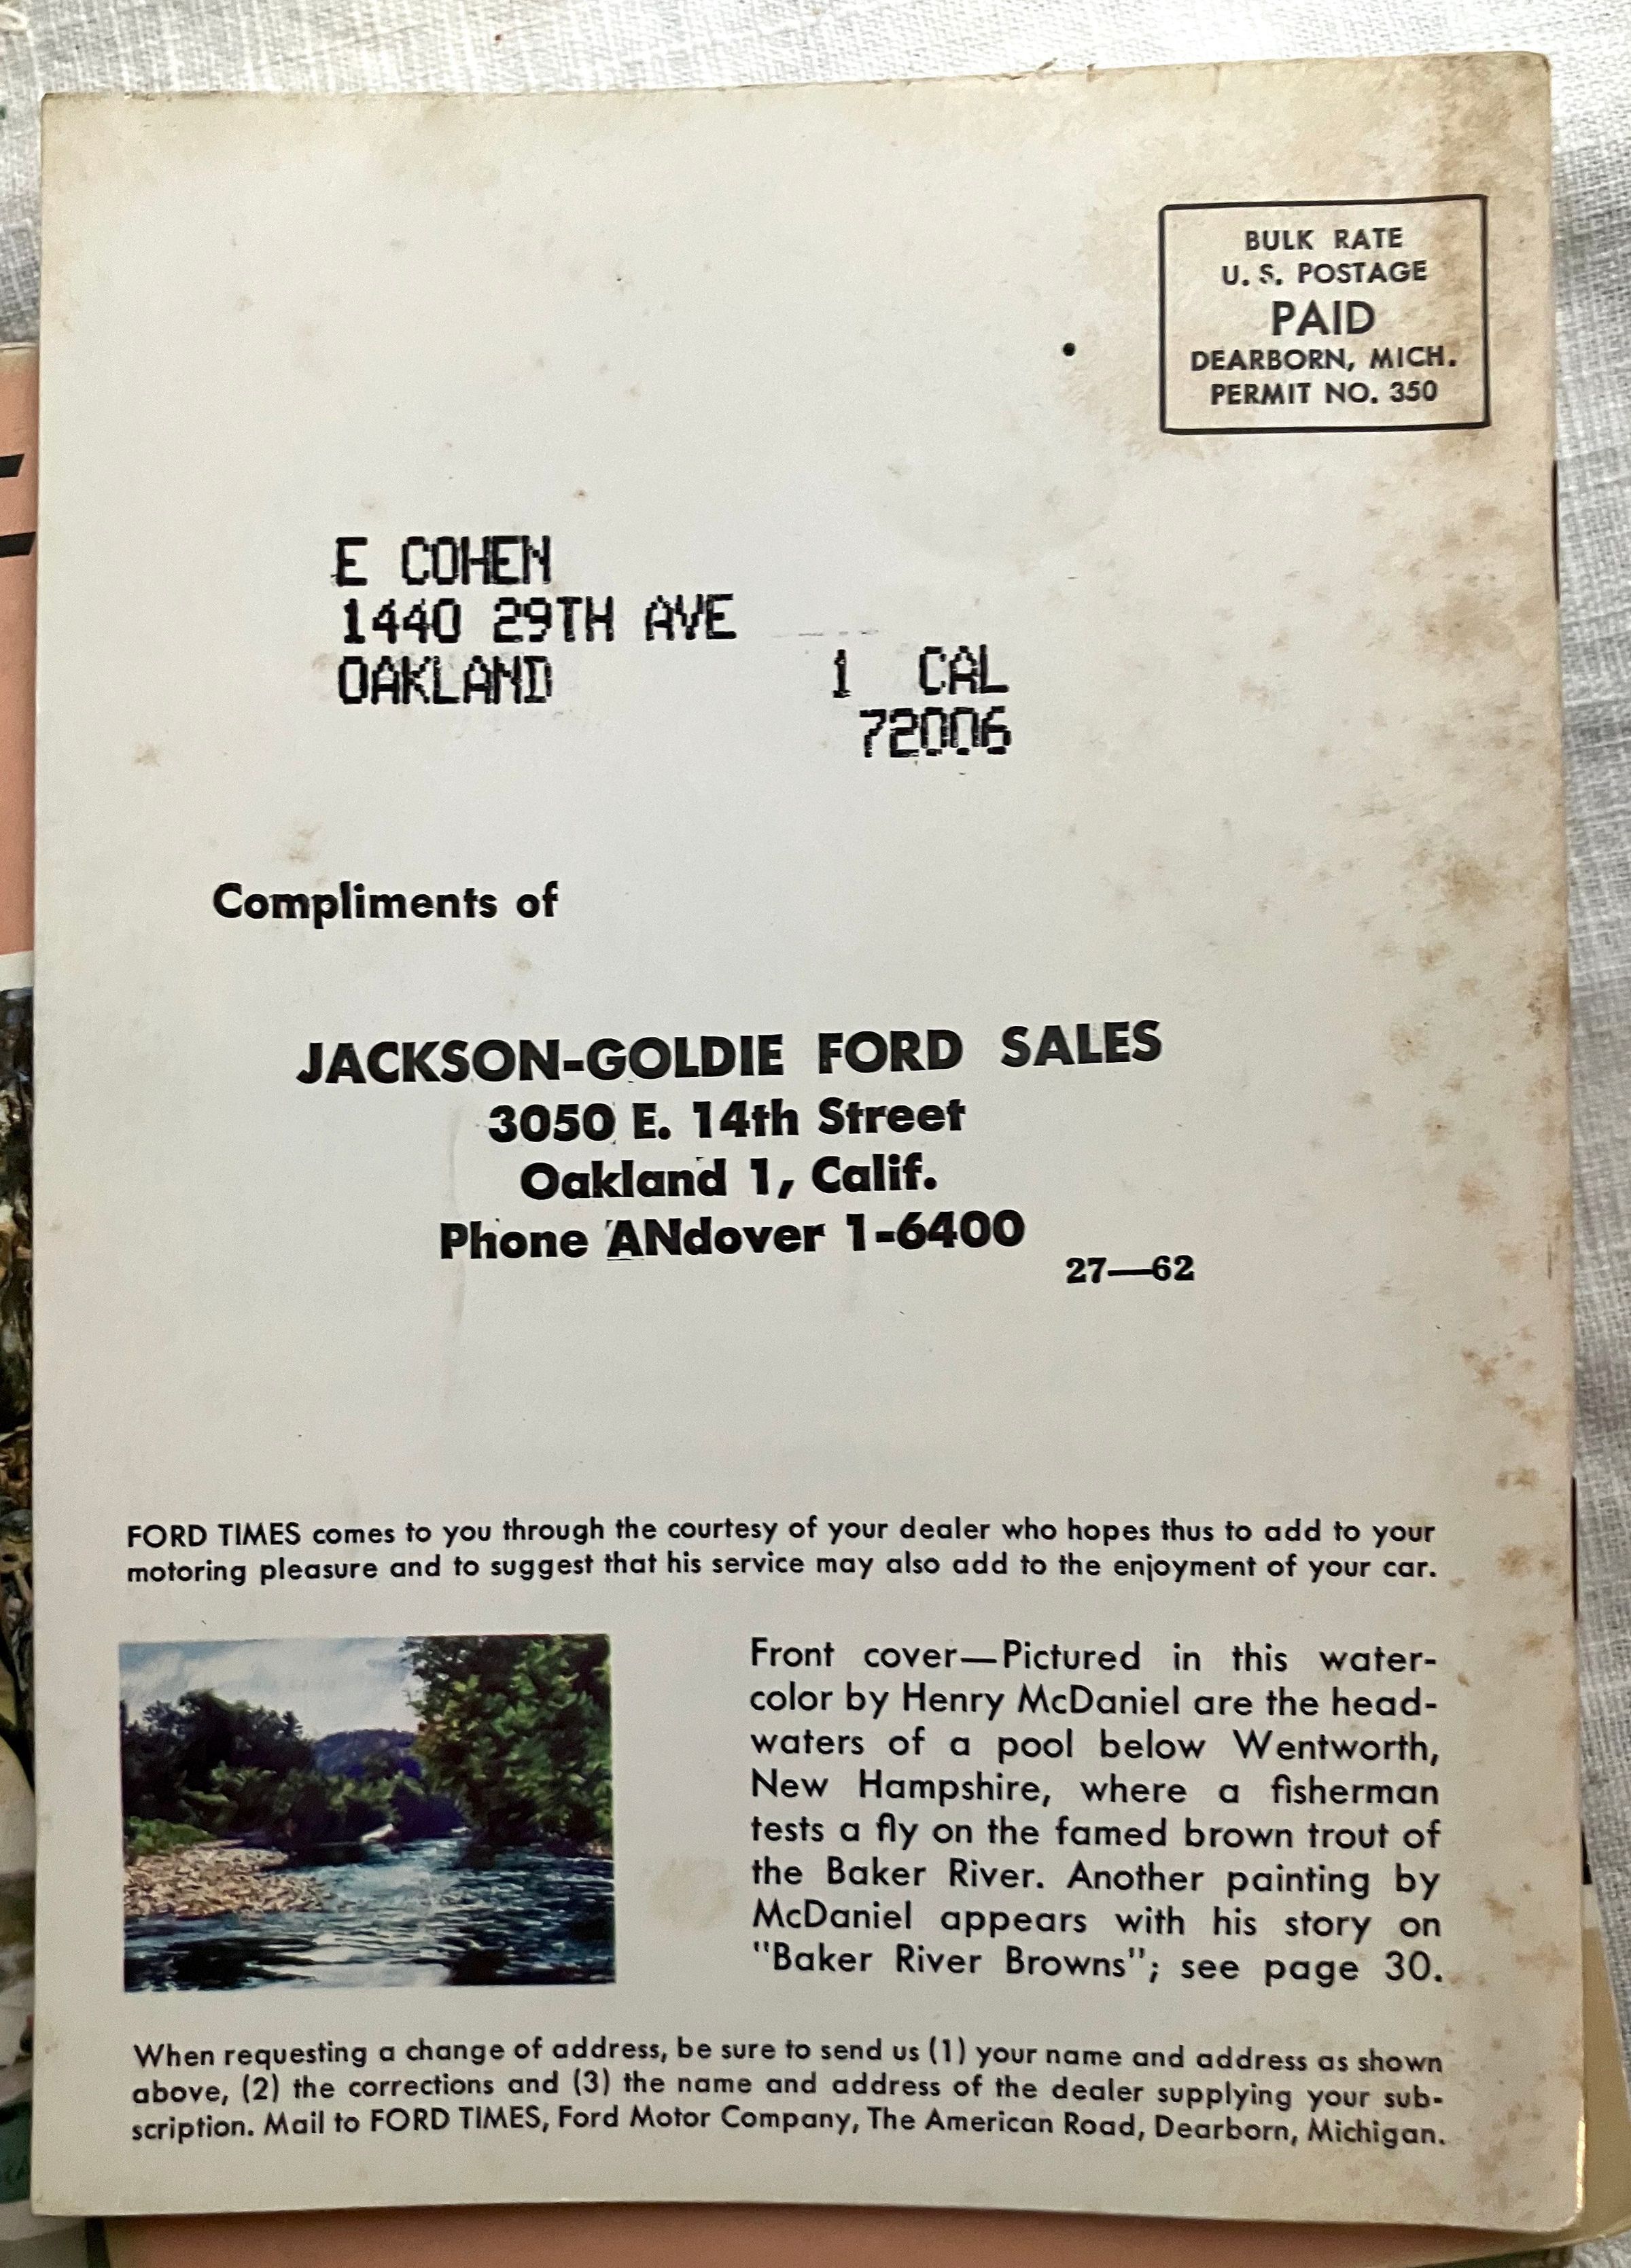 BULK RATE
U. S. POSTAGE
PAID
DEARBORN, MICH.
PERMIT NO. 350
E COHEN
1440 29TH AVE
OAKLAND 1 CAL
72006
Compliments of
JACKSON-GOLDIE FORD SALES
3050 E. 14th Street
Oakland 1, Calif.
Phone ANdover 1-6400
27—62
FORD TIMES comes to you through the courtesy of your dealer who hopes thus to add to your
motoring pleasure and to suggest that his service may also add to the enjoyment of your car.
Front cover—Pictured in this water-
color by Henry McDaniel are the head-
waters of a pool below Wentworth,
New Hampshire, where a fisherman
tests a fly on the famed brown trout of
the Baker River. Another painting by
McDaniel appears with his story on
"Baker River Browns"; see page 30.
When requesting a change of address, be sure to send us (1) your name and address as shown
above, (2) the corrections and (3) the name and address of the dealer supplying your sub-
scription. Mail to FORD TIMES, Ford Motor Company, The American Road, Dearborn, Michigan.